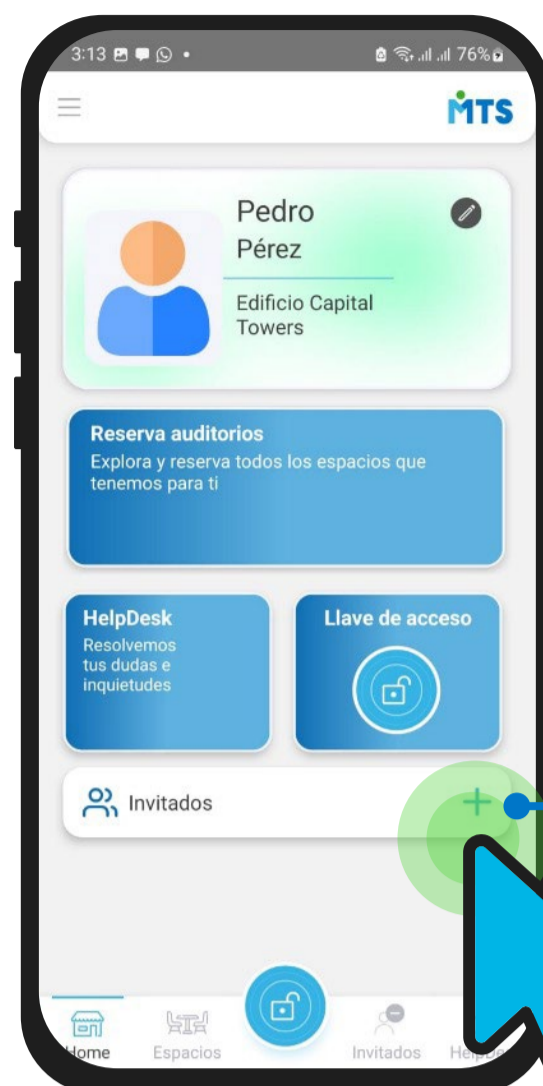 3:13
76%
MTS
Pedro
Pérez
Edificio Capital
Towers
Reserva auditorios
Explora y reserva todos los espacios que
tenemos para ti
HelpDesk
Resolvemos
tus dudas e
inquietudes
Llave de acceso
Invitados
Home
Espacios
Invitados